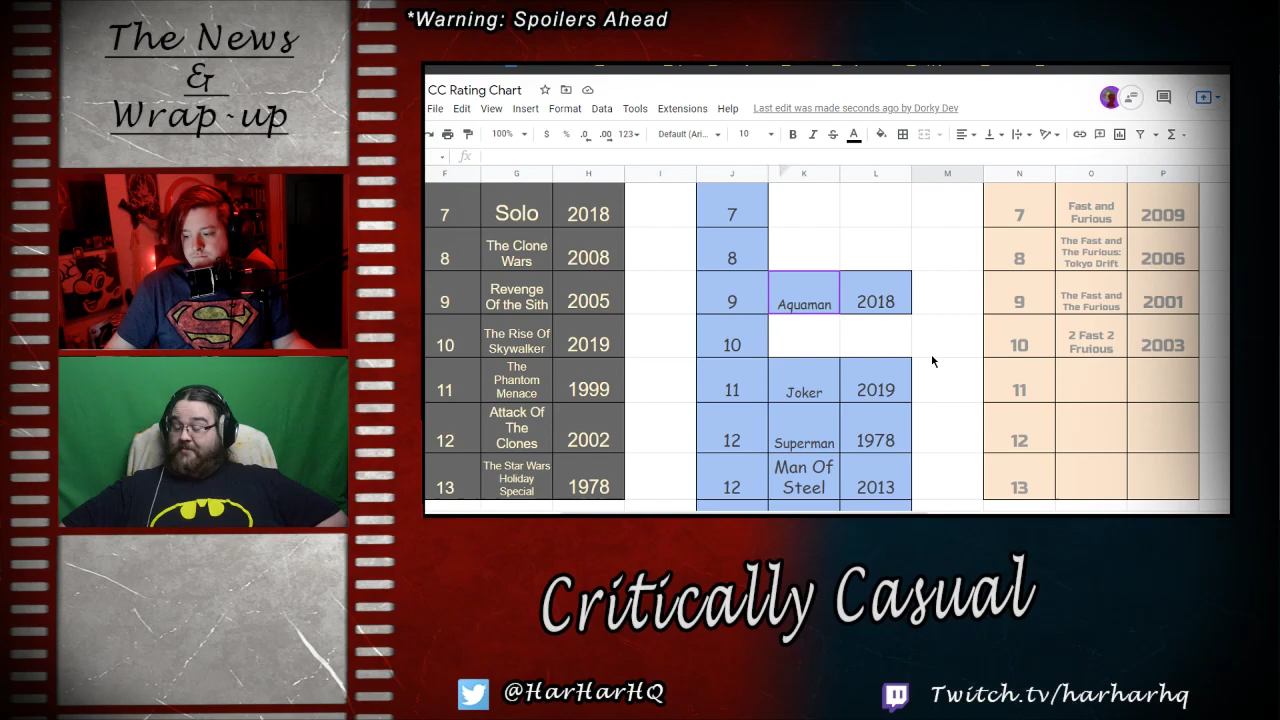 *Warning: Spoilers Ahead
The News
&
Wrap-up
CC Rating Chart
File Edit View Insert Format Data Tools Extensions Help Last edit was made seconds ago by Dorky Dev
100% $ % .0 .00 123 Default (Ari... 10 B I S A
fx
F G H I J K L M N O P
7 Solo 2018 7 7 Fast and Furious 2009
8 The Clone Wars 2008 8 8 The Fast and The Furious: Tokyo Drift 2006
9 Revenge Of the Sith 2005 9 Aquaman 2018 9 The Fast and The Furious 2001
10 The Rise Of Skywalker 2019 10 10 2 Fast 2 Fruious 2003
11 The Phantom Menace 1999 11 Joker 2019 11
12 Attack Of The Clones 2002 12 Superman 1978 12
13 The Star Wars Holiday Special 1978 12 Man Of Steel 2013 13
Critically Casual
@HarHarHQ
Twitch.tv/harharhq